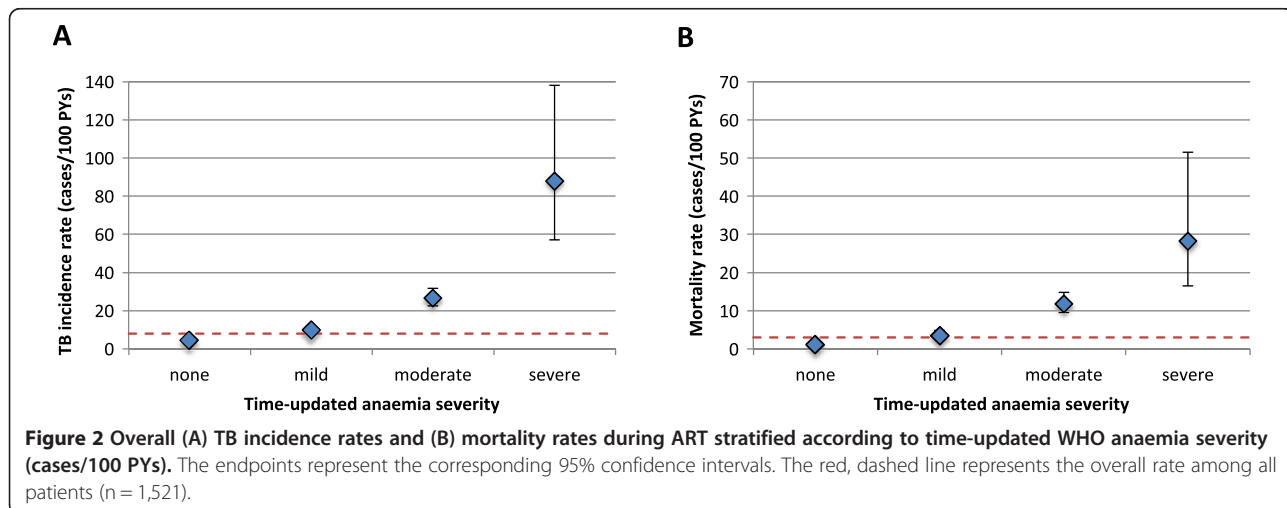 A
B
TB incidence rate (cases/100 PYs)
140
120
100
80
60
40
20
0
none mild moderate severe
Time-updated anaemia severity
Mortality rate (cases/100 PYs)
70
60
50
40
30
20
10
0
none mild moderate severe
Time-updated anaemia severity
Figure 2 Overall (A) TB incidence rates and (B) mortality rates during ART stratified according to time-updated WHO anaemia severity
(cases/100 PYs). The endpoints represent the corresponding 95% confidence intervals. The red, dashed line represents the overall rate among all
patients (n = 1,521).